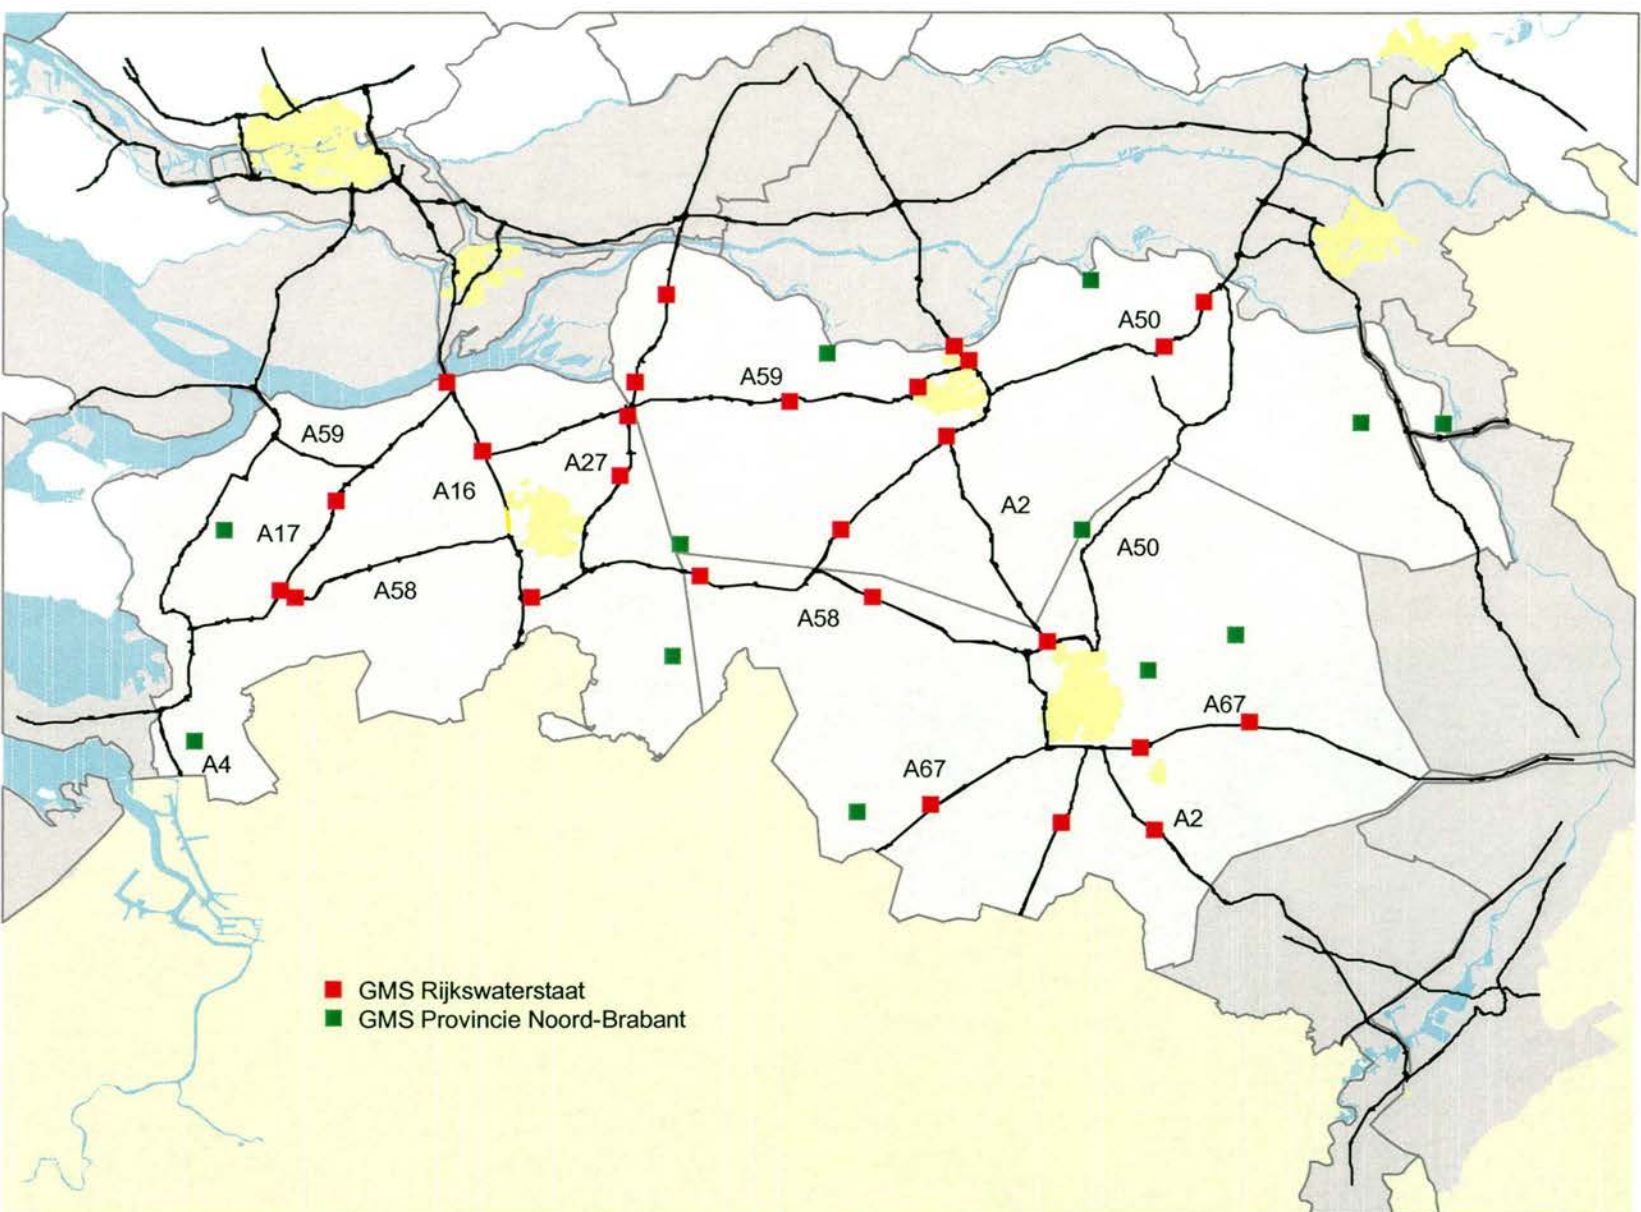 A50
A59
A59
A27
A16
A2
A17
A50
A58
A58
A67
A67
A4
A2
GMS Rijkswaterstaat
GMS Provincie Noord-Brabant